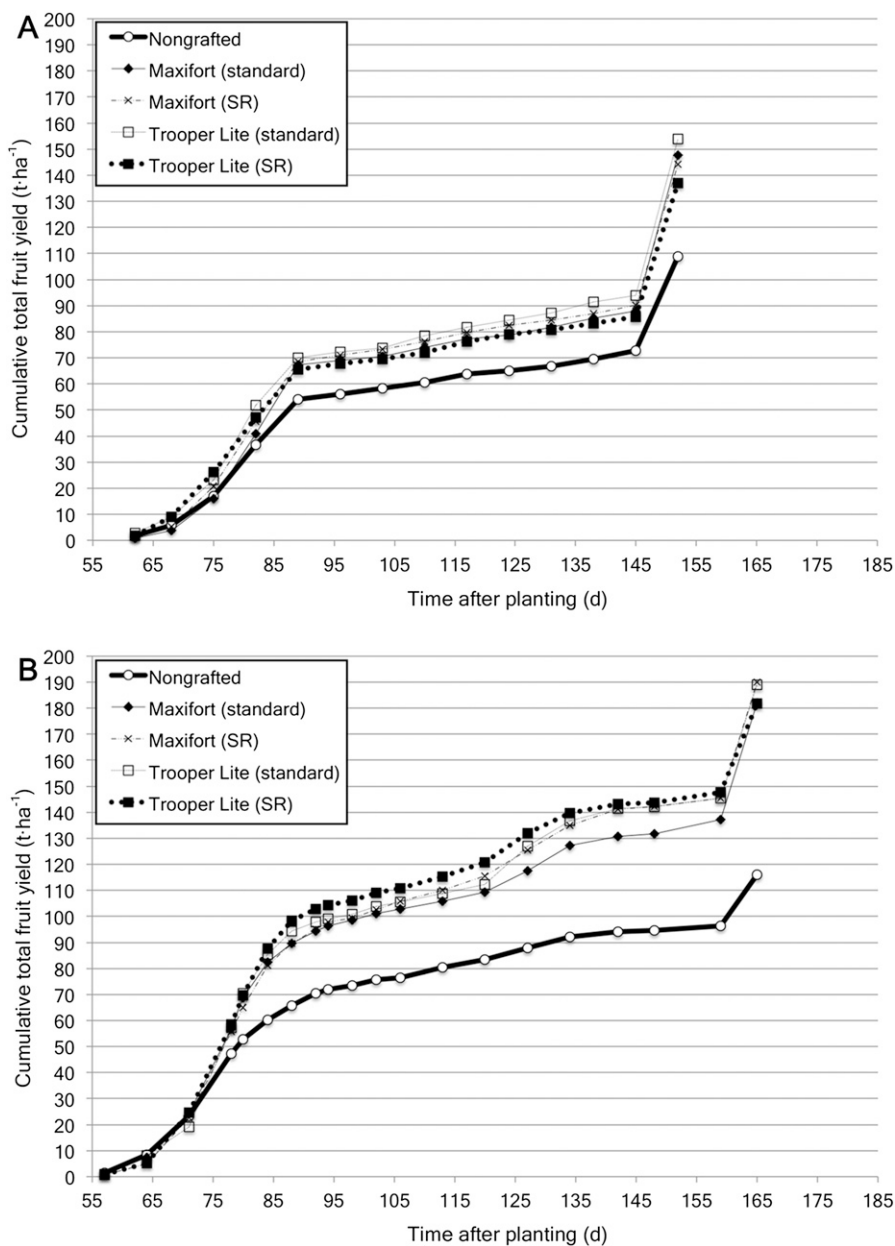 A
Nongrafted
Maxifort (standard)
Maxifort (SR)
Trooper Lite (standard)
Trooper Lite (SR)
Cumulative total fruit yield (t·ha⁻¹)
200
190
180
170
160
150
140
130
120
110
100
90
80
70
60
50
40
30
20
10
0
55 65 75 85 95 105 115 125 135 145 155 165 175 185
Time after planting (d)
B
Nongrafted
Maxifort (standard)
Maxifort (SR)
Trooper Lite (standard)
Trooper Lite (SR)
Cumulative total fruit yield (t·ha⁻¹)
200
190
180
170
160
150
140
130
120
110
100
90
80
70
60
50
40
30
20
10
0
55 65 75 85 95 105 115 125 135 145 155 165 175 185
Time after planting (d)